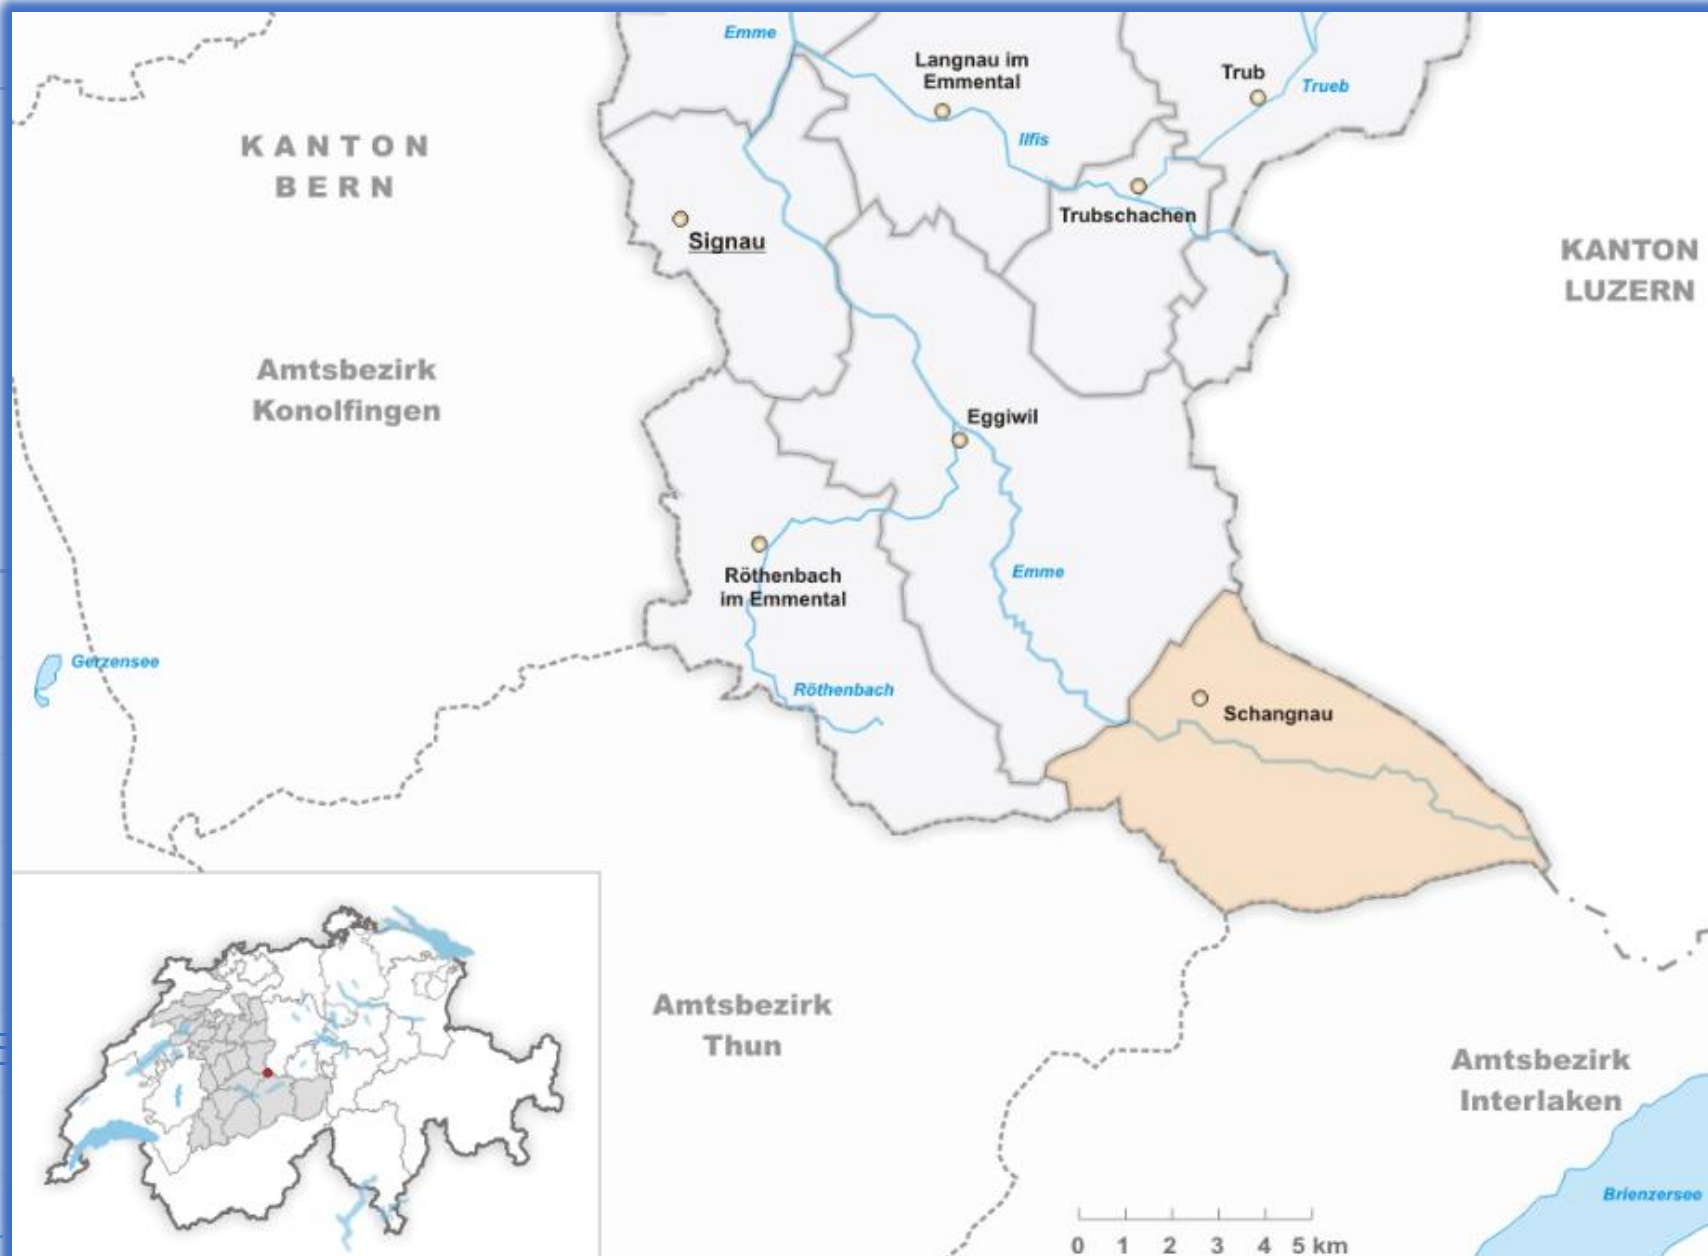 Emme
Langnau im
Emmental
Trub
Trueb
KANTON
BERN
Ilfis
Trubschachen
Signau
KANTON
LUZERN
Amtsbezirk
Konolfingen
Eggiwil
Röthenbach
im Emmental
Emme
Gerzensee
Röthenbach
Schangnau
Amtsbezirk
Thun
Amtsbezirk
Interlaken
Brienzersee
0 1 2 3 4 5 km